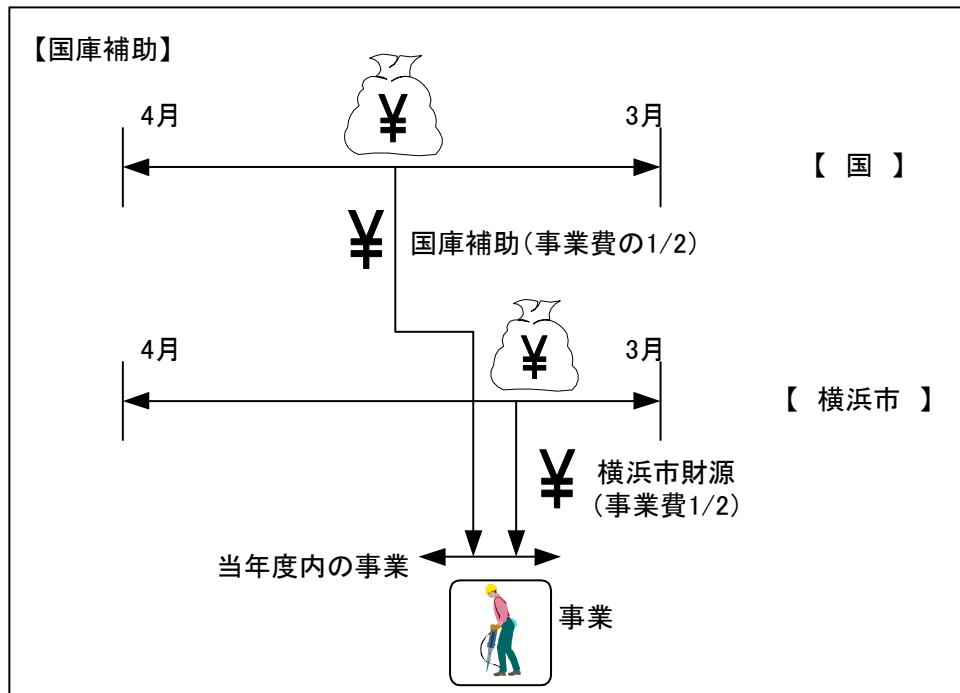 【国庫補助】
¥
4月
3月
【 国 】
¥
国庫補助(事業費の1/2)
¥
4月
3月
【 横浜市 】
¥
横浜市財源
(事業費1/2)
当年度内の事業
事業